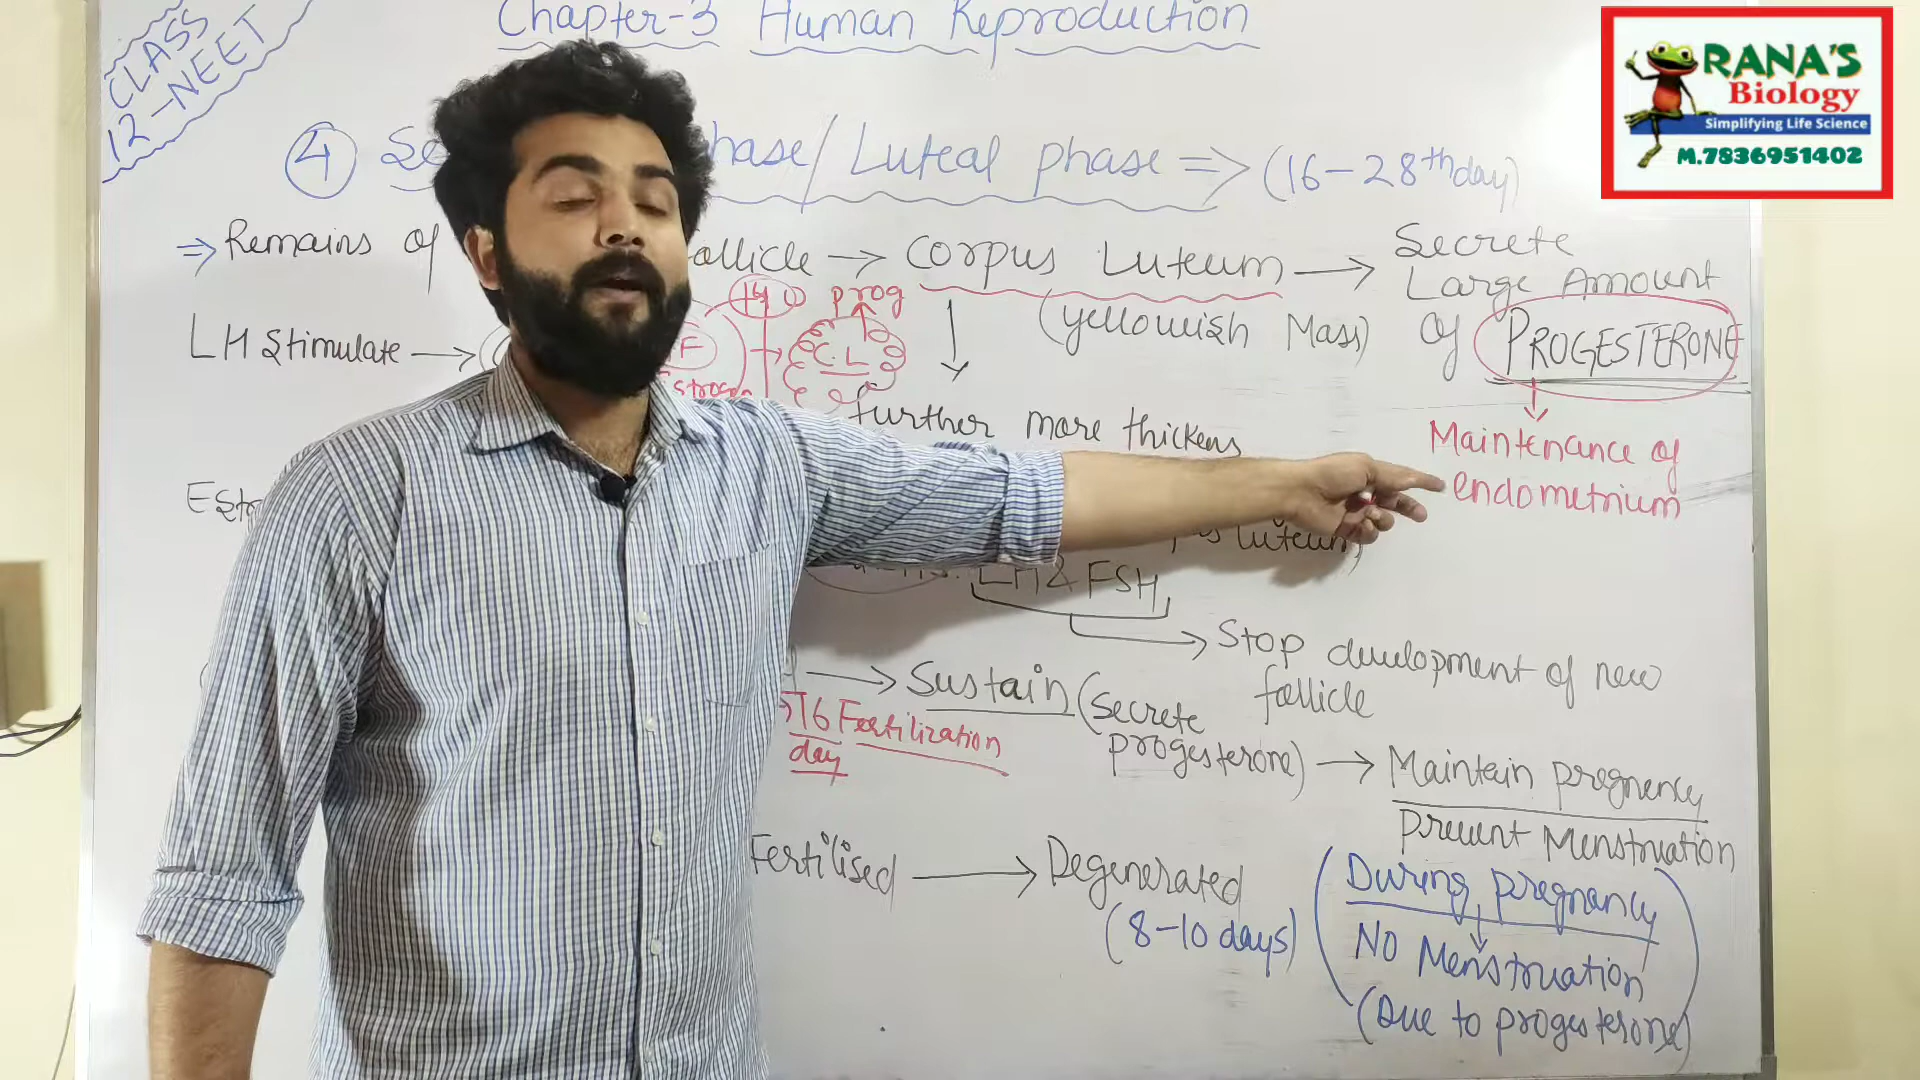 Chapter-3 Human Reproduction
CLASS
12-NEET
RANA'S
Biology
Simplifying Life Science
M.7836951402
④ Se hase/ Luteal phase => (16-28th day)
=> Remains of ollicle → Corpus Luteum → Secrete
Large Amount
(yellowish Mass) of PROGESTERONE
prog
LH Stimulate →
F → C.L
further more thickens
Maintenance of
endometrium
Estr
luteum)
LH & FSH
→ Stop development of new
follicle
→ Sustain (Secrete
progesterone) → Maintain pregnency
→16 Fertilization
day
Prevent Menstruation
Fertilised → Degenerated
(8-10 days)
(During pregnancy
↓
NO Menstruation
(Due to progesterone)